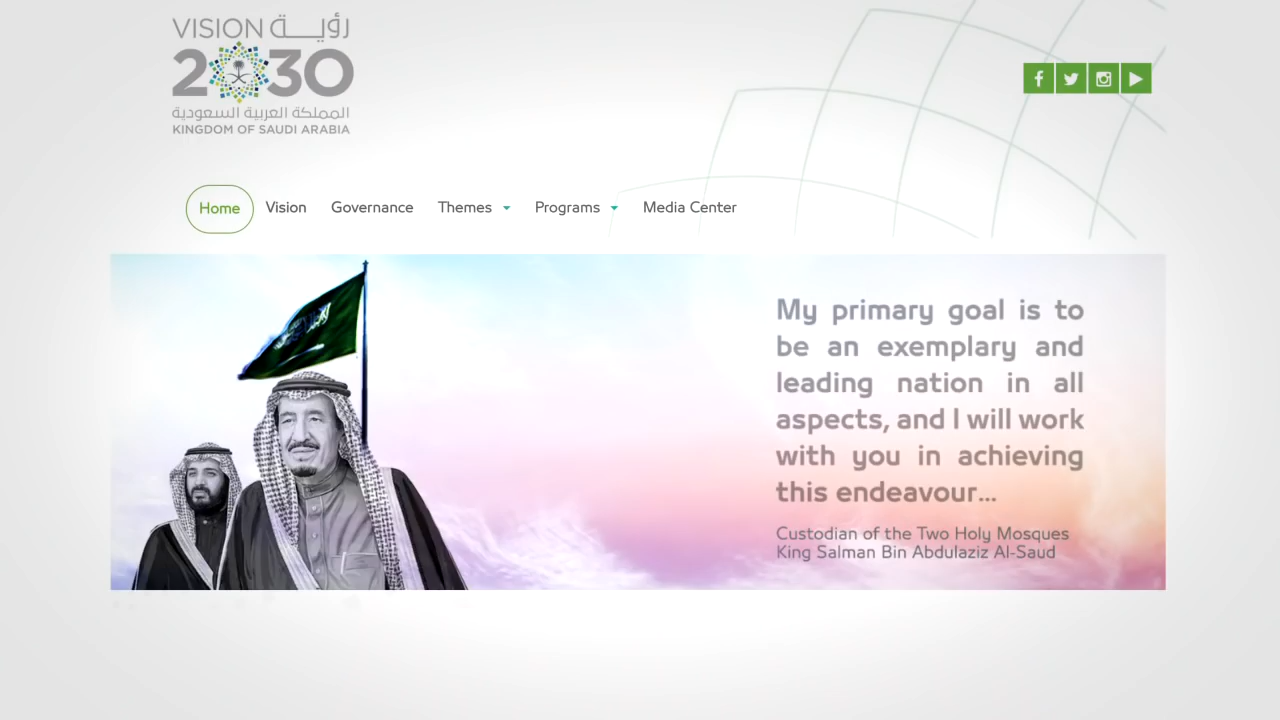 VISION رؤيـــة
2030
المملكة العربية السعودية
KINGDOM OF SAUDI ARABIA
Home Vision Governance Themes Programs Media Center
My primary goal is to
be an exemplary and
leading nation in all
aspects, and I will work
with you in achieving
this endeavour...
Custodian of the Two Holy Mosques
King Salman Bin Abdulaziz Al-Saud